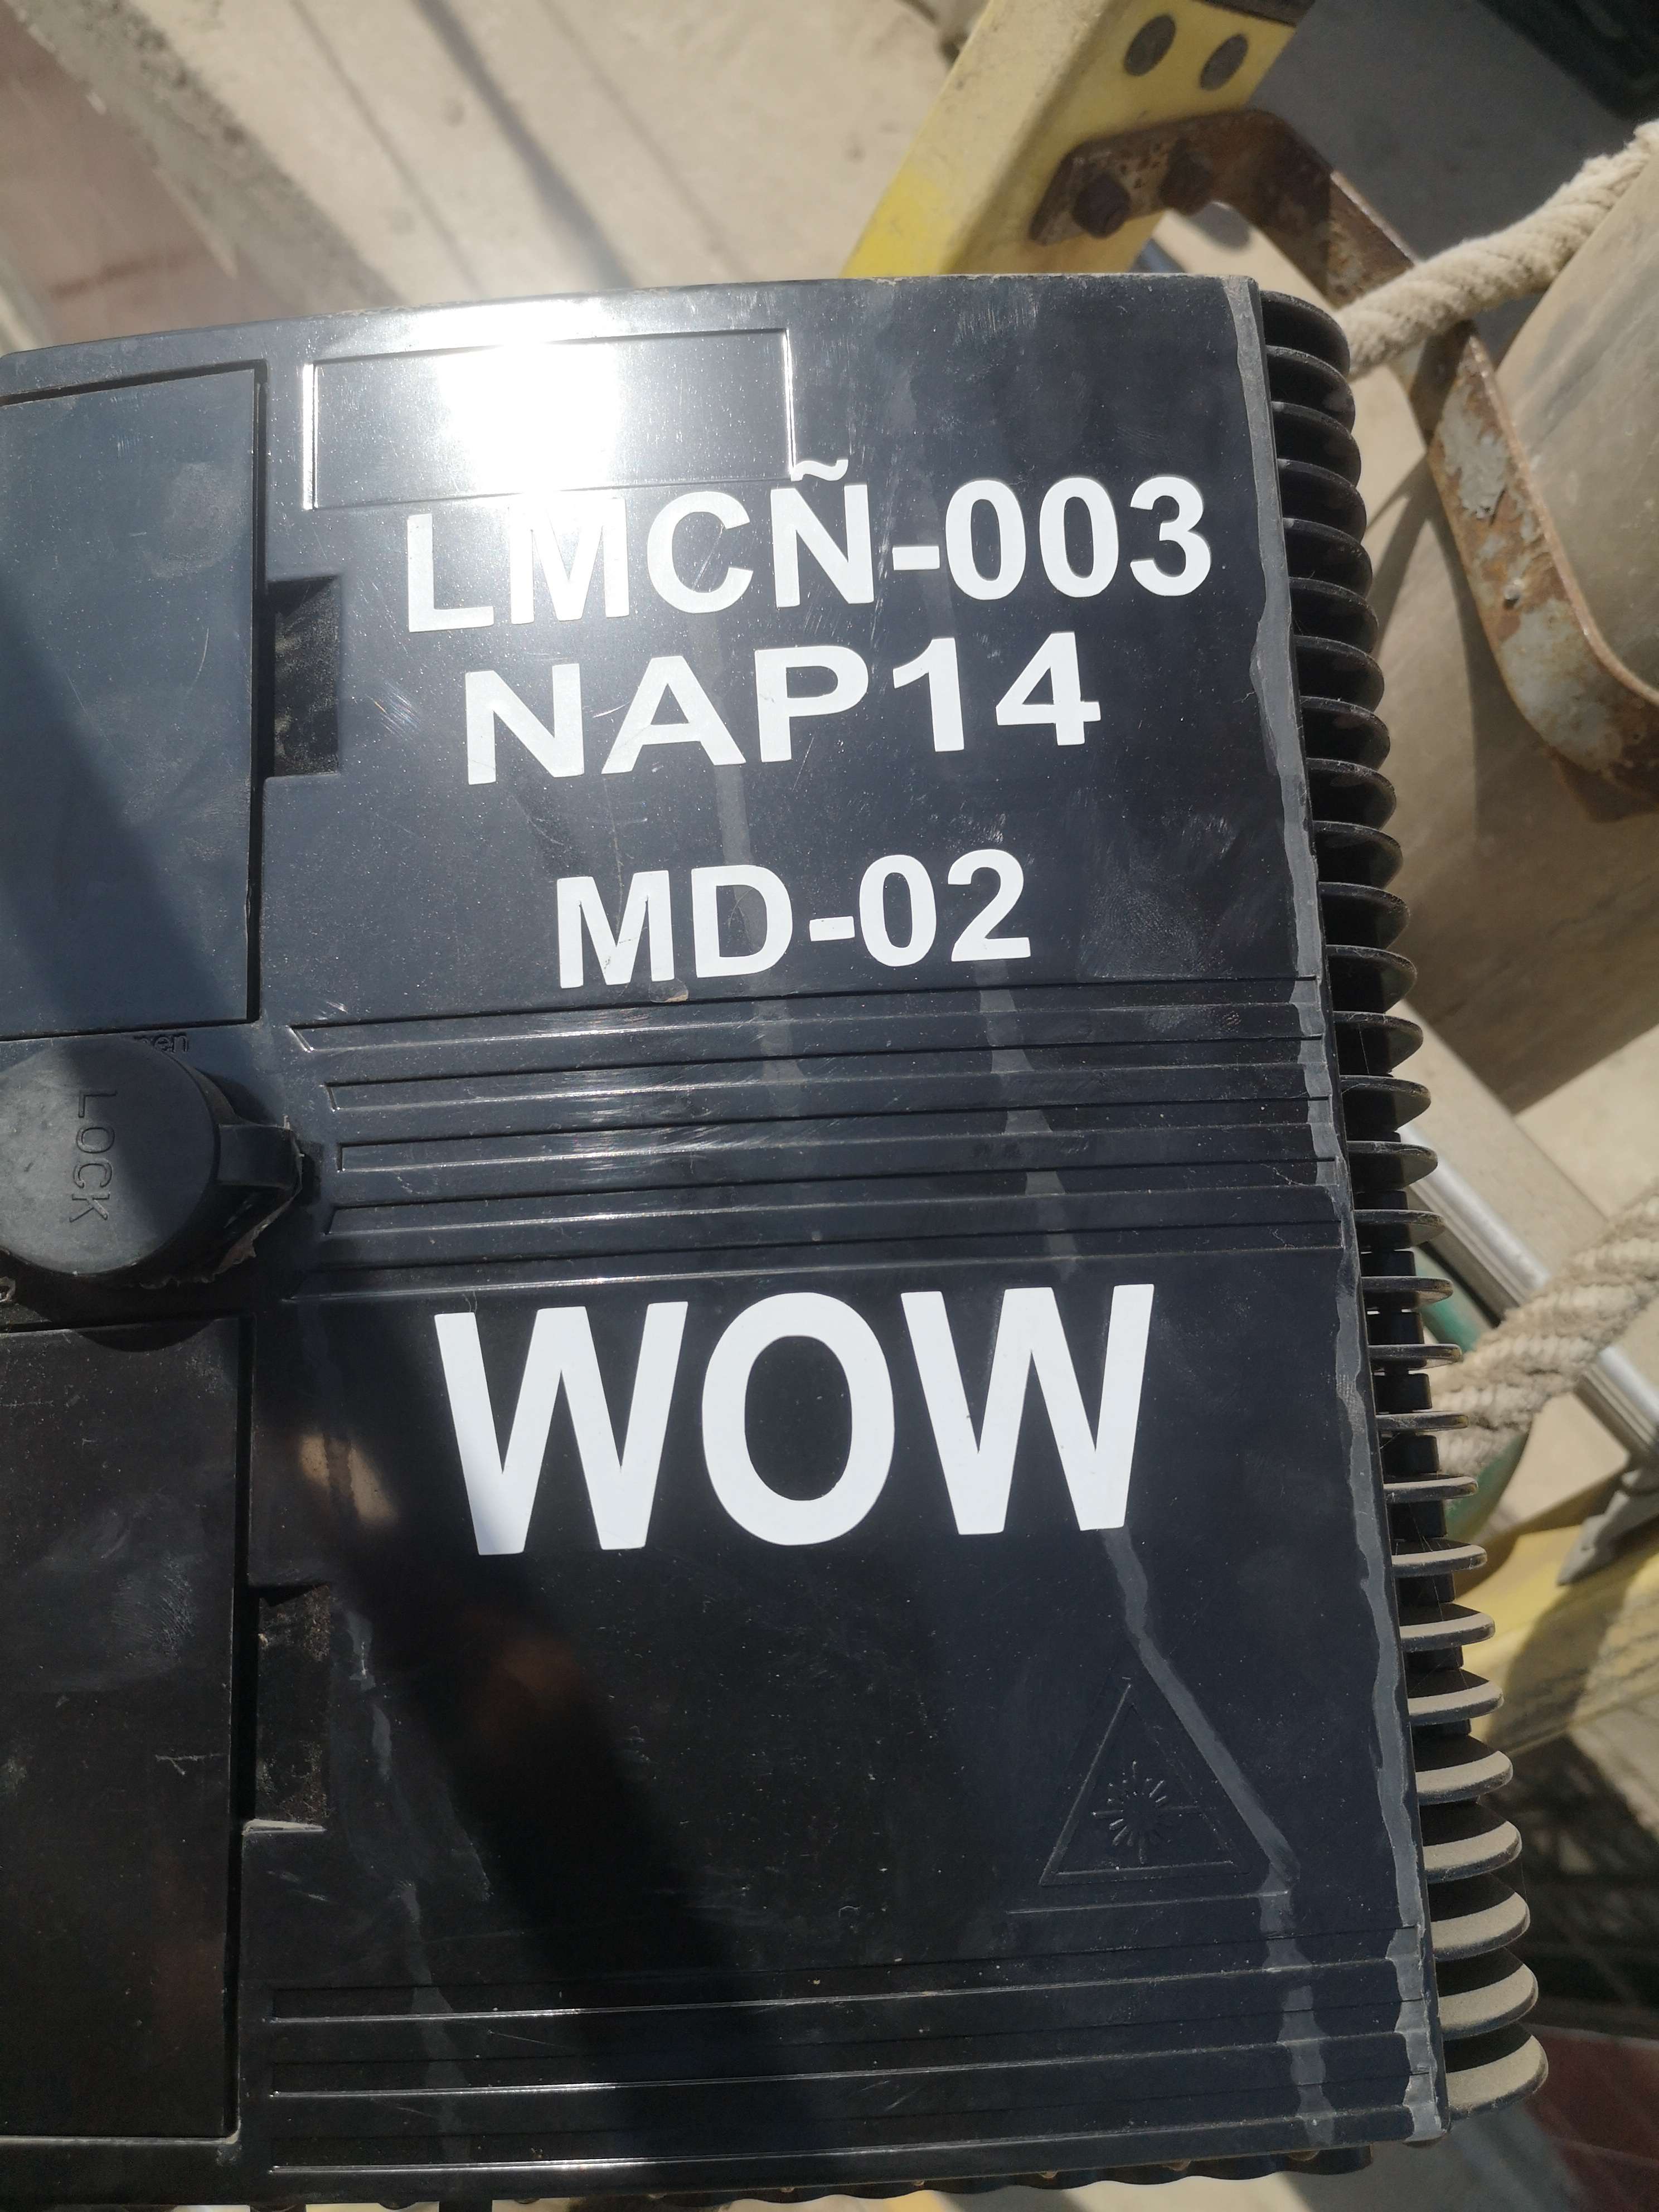 LMCÑ-003
NAP14
MD-02
LOCK
WOW